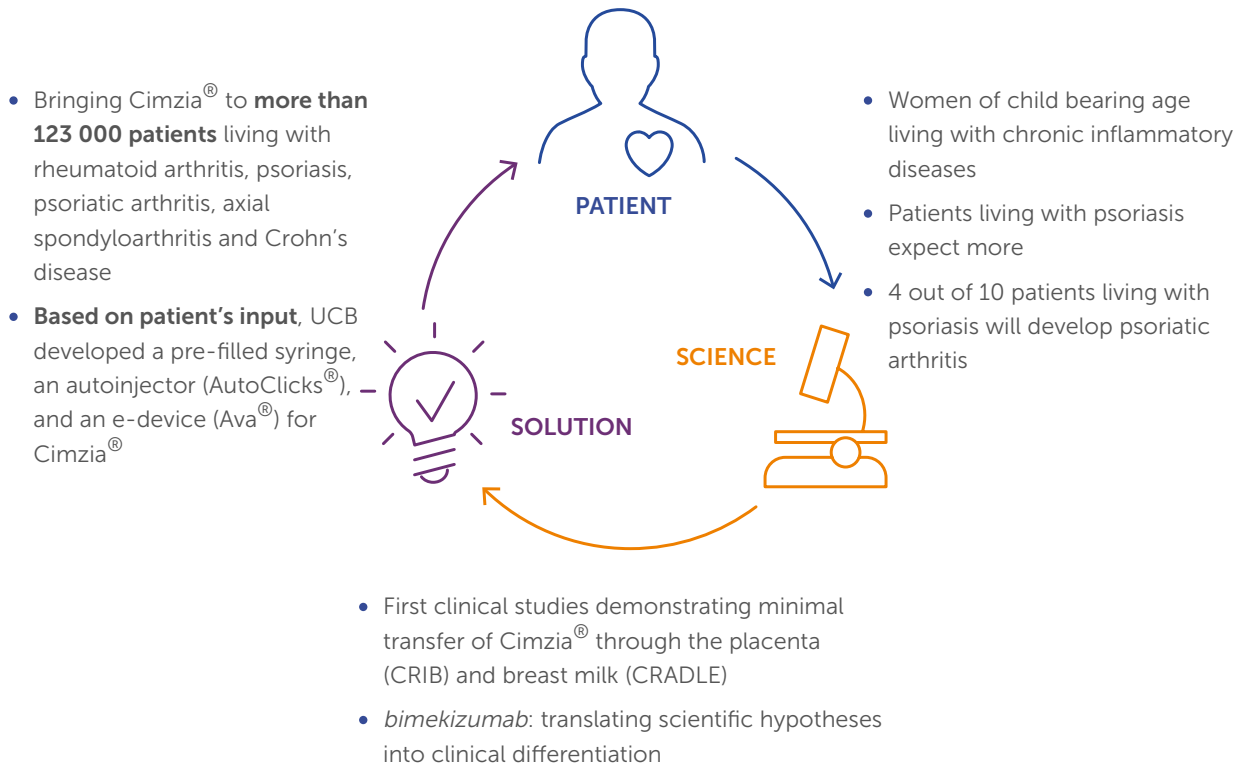 • Bringing Cimzia® to more than
123 000 patients living with
rheumatoid arthritis, psoriasis,
psoriatic arthritis, axial
spondyloarthritis and Crohn’s
disease
• Based on patient’s input, UCB
developed a pre-filled syringe,
an autoinjector (AutoClicks®),
and an e-device (Ava®) for
Cimzia®
PATIENT
• Women of child bearing age
living with chronic inflammatory
diseases
• Patients living with psoriasis
expect more
• 4 out of 10 patients living with
psoriasis will develop psoriatic
arthritis
SCIENCE
SOLUTION
• First clinical studies demonstrating minimal
transfer of Cimzia® through the placenta
(CRIB) and breast milk (CRADLE)
• bimekizumab: translating scientific hypotheses
into clinical differentiation